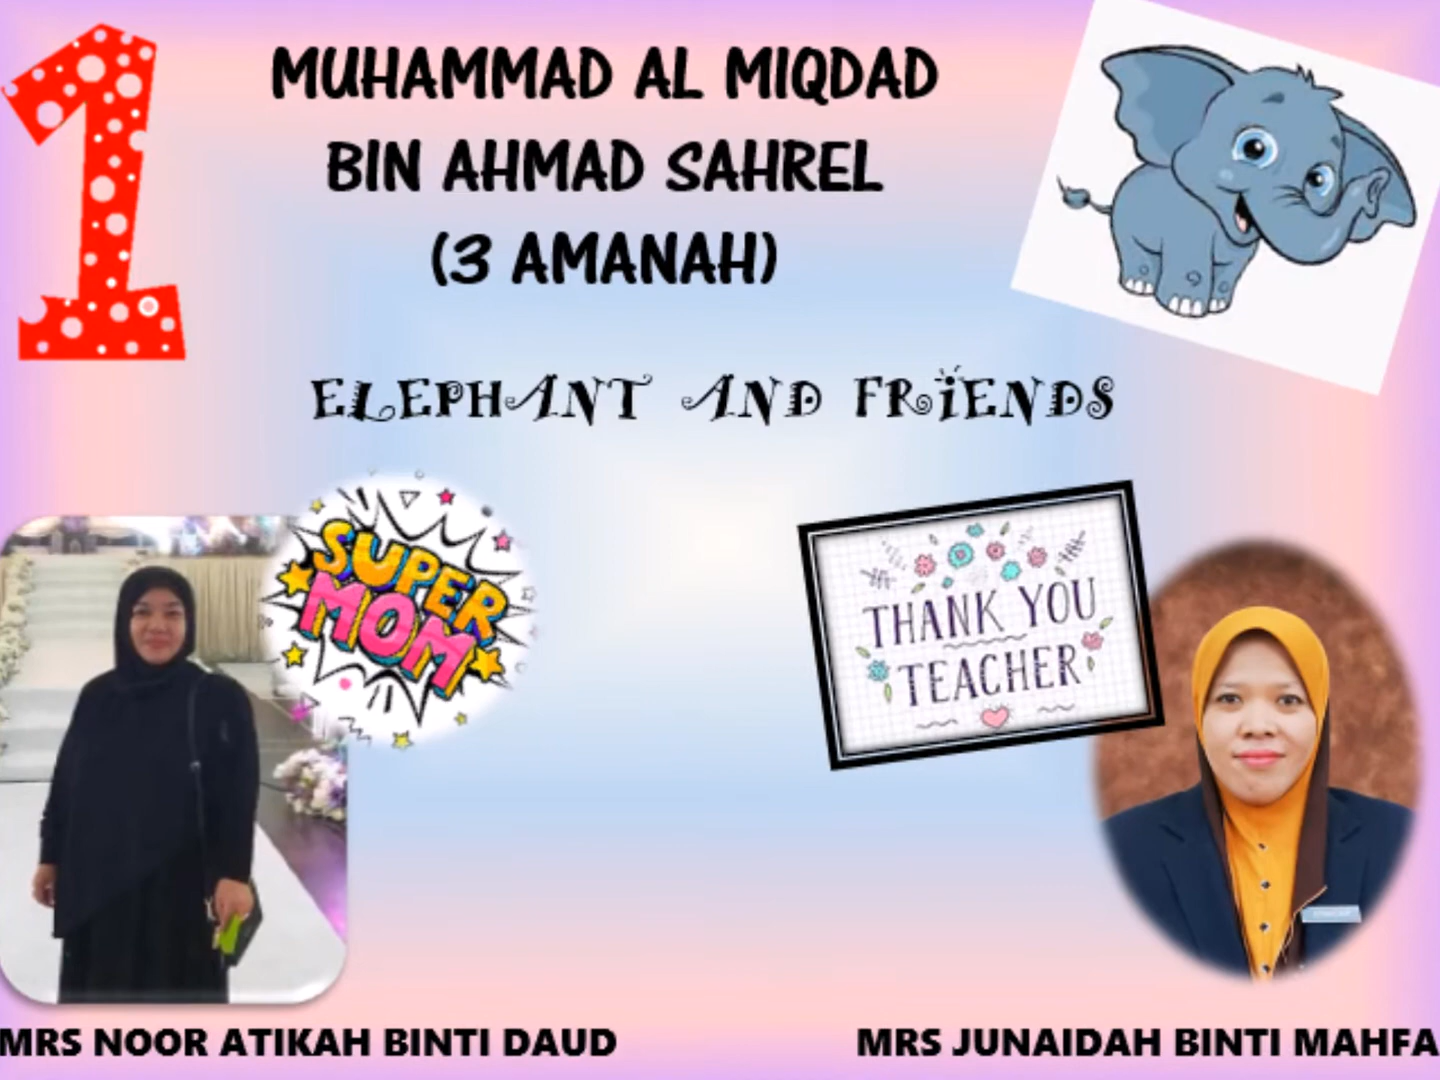 1
MUHAMMAD AL MIQDAD
BIN AHMAD SAHREL
(3 AMANAH)
ELEPHANT AND FRIENDS
SUPER
MOM
THANK YOU
TEACHER
MRS NOOR ATIKAH BINTI DAUD
MRS JUNAIDAH BINTI MAHFA